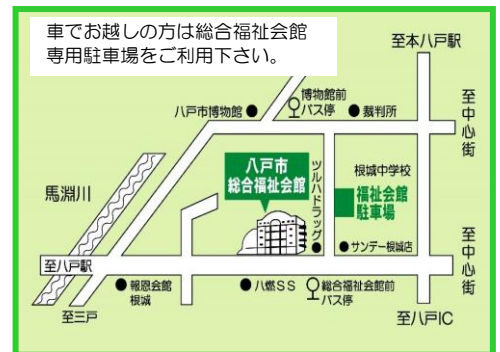 車でお越しの方は総合福祉会館
専用駐車場をご利用下さい。
至本八戸駅
博物館前
バス停
八戸市博物館
裁判所
至中心街
八戸市
総合福祉会館
ツルハドラッグ
根城中学校
福祉会館
駐車場
馬淵川
サンデー根城店
至中心街
至八戸駅
報恩会館
根城
八燃SS
総合福祉会館前
バス停
至三戸
至八戸IC